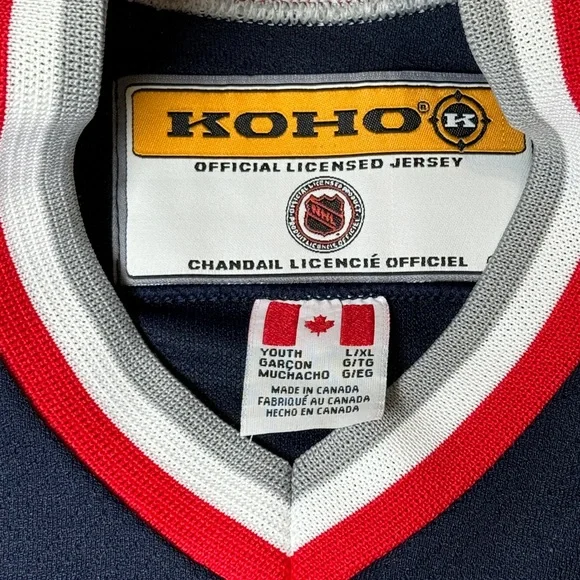 KOHO® K
OFFICIAL LICENSED JERSEY
NHL
CHANDAIL LICENCIÉ OFFICIEL
YOUTH L/XL
GARÇON G/TG
MUCHACHO G/EG
MADE IN CANADA
FABRIQUÉ AU CANADA
HECHO EN CANADA